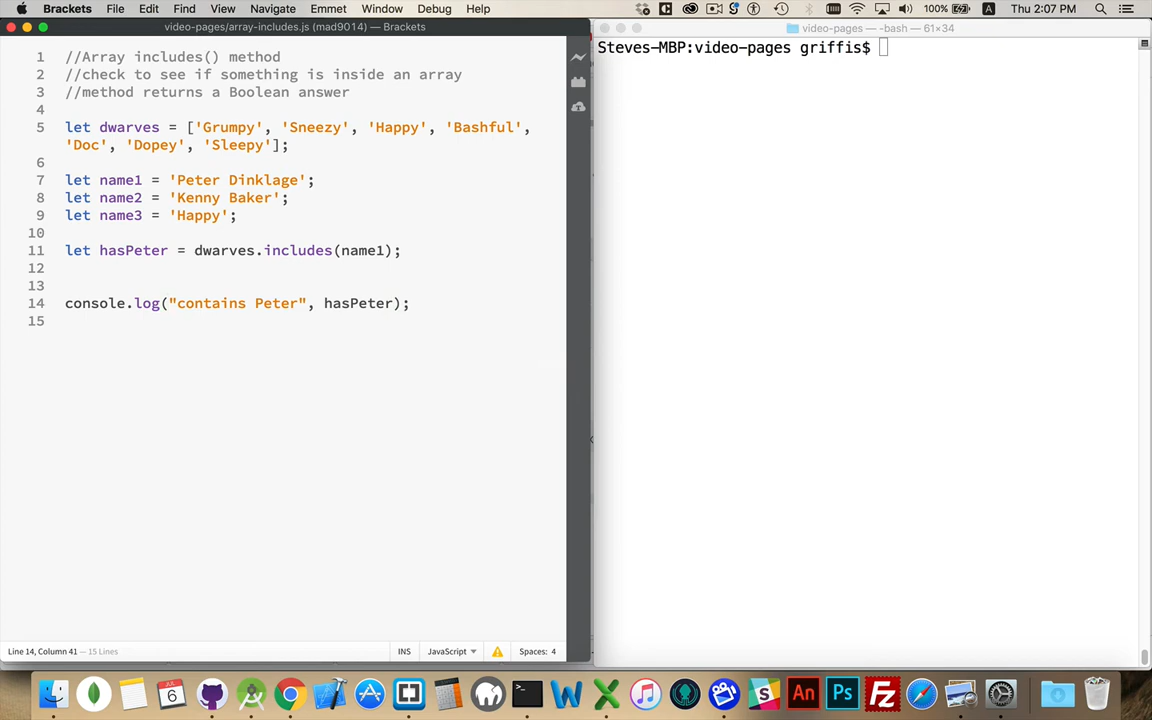 Brackets File Edit Find View Navigate Emmet Window Debug Help 100% A Thu 2:07 PM
video-pages/array-includes.js (mad9014) — Brackets
video-pages — -bash — 61×34
1 //Array includes() method
2 //check to see if something is inside an array
3 //method returns a Boolean answer
4
5 let dwarves = ['Grumpy', 'Sneezy', 'Happy', 'Bashful',
'Doc', 'Dopey', 'Sleepy'];
6
7 let name1 = 'Peter Dinklage';
8 let name2 = 'Kenny Baker';
9 let name3 = 'Happy';
10
11 let hasPeter = dwarves.includes(name1);
12
13
14 console.log("contains Peter", hasPeter);
15
Steves-MBP:video-pages griffis$
Line 14, Column 41 — 15 Lines INS JavaScript Spaces: 4
6
An
Ps
Fz